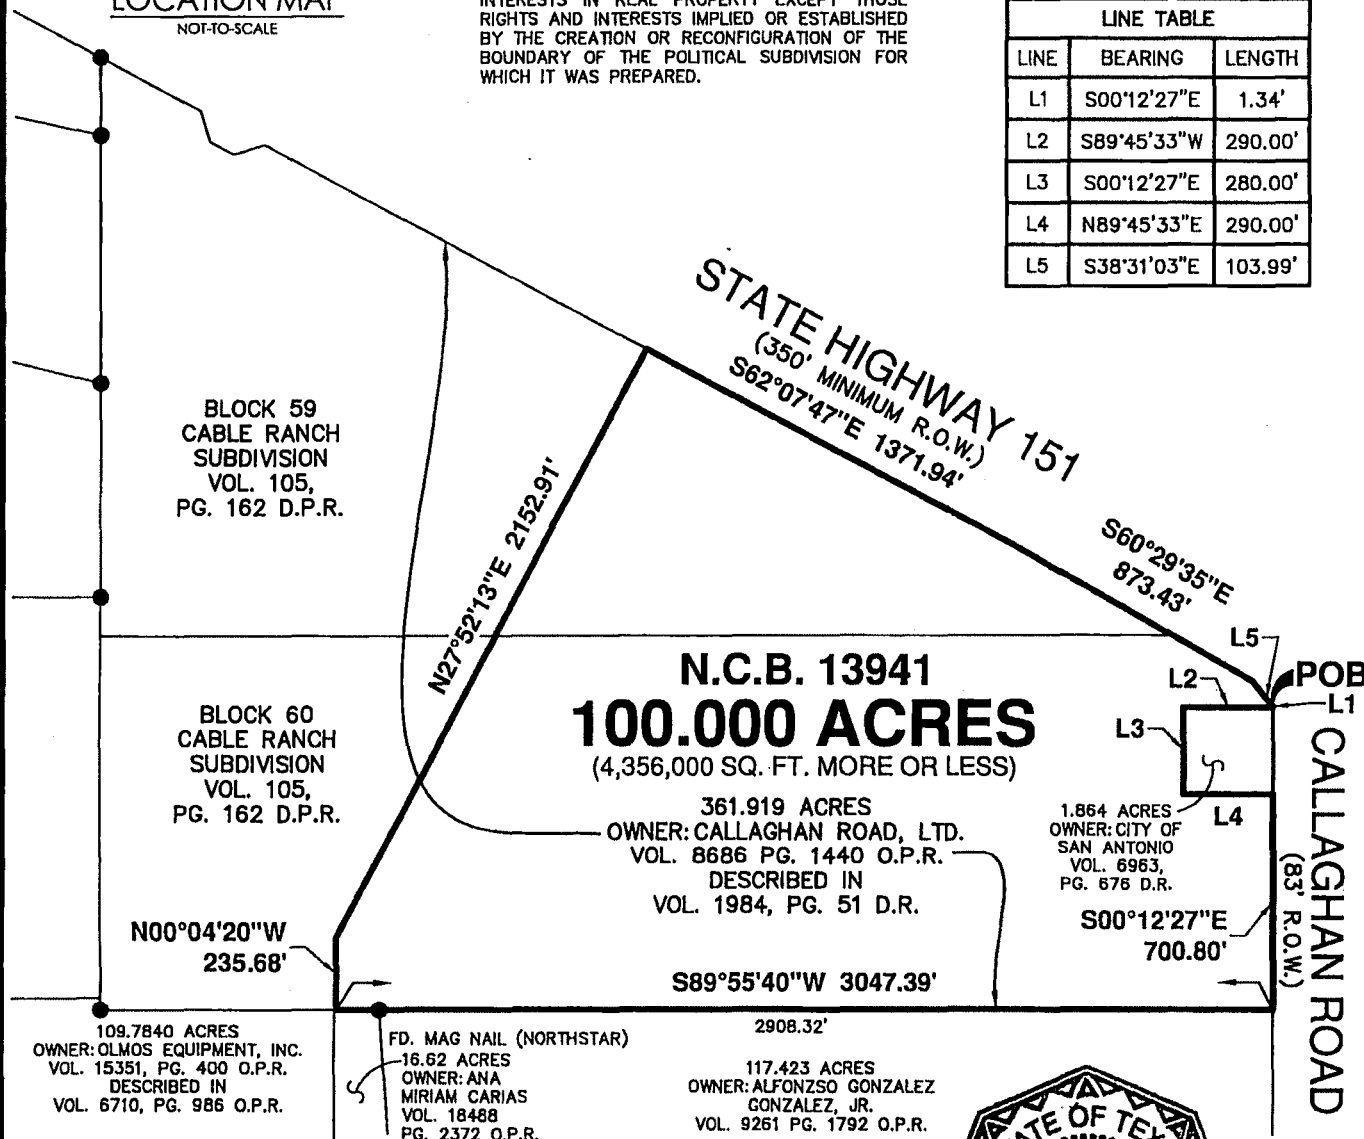 LOCATION MAP
NOT-TO-SCALE
INTERESTS IN REAL PROPERTY EXCEPT THOSE
RIGHTS AND INTERESTS IMPLIED OR ESTABLISHED
BY THE CREATION OR RECONFIGURATION OF THE
BOUNDARY OF THE POLITICAL SUBDIVISION FOR
WHICH IT WAS PREPARED.
LINE TABLE
LINE BEARING LENGTH
L1 S00°12'27"E 1.34'
L2 S89°45'33"W 290.00'
L3 S00°12'27"E 280.00'
L4 N89°45'33"E 290.00'
L5 S38°31'03"E 103.99'
STATE HIGHWAY 151
(350' MINIMUM R.O.W.)
S62°07'47"E 1371.94'
S60°29'35"E
873.43'
BLOCK 59
CABLE RANCH
SUBDIVISION
VOL. 105,
PG. 162 D.P.R.
N27°52'13"E 2152.91'
L5
POB
L2
L1
L3
L4
N.C.B. 13941
100.000 ACRES
(4,356,000 SQ. FT. MORE OR LESS)
BLOCK 60
CABLE RANCH
SUBDIVISION
VOL. 105,
PG. 162 D.P.R.
361.919 ACRES
OWNER: CALLAGHAN ROAD, LTD.
VOL. 8686 PG. 1440 O.P.R.
DESCRIBED IN
VOL. 1984, PG. 51 D.R.
1.864 ACRES
OWNER: CITY OF
SAN ANTONIO
VOL. 6963,
PG. 676 D.R.
CALLAGHAN ROAD
(83' R.O.W.)
N00°04'20"W
235.68'
S00°12'27"E
700.80'
S89°55'40"W 3047.39'
2908.32'
109.7840 ACRES
OWNER: OLMOS EQUIPMENT, INC.
VOL. 15351, PG. 400 O.P.R.
DESCRIBED IN
VOL. 6710, PG. 986 O.P.R.
FD. MAG NAIL (NORTHSTAR)
16.62 ACRES
OWNER: ANA
MIRIAM CARIAS
VOL. 18488
PG. 2372 O.P.R.
117.423 ACRES
OWNER: ALFONZSO GONZALEZ
GONZALEZ, JR.
VOL. 9261 PG. 1792 O.P.R.
OF